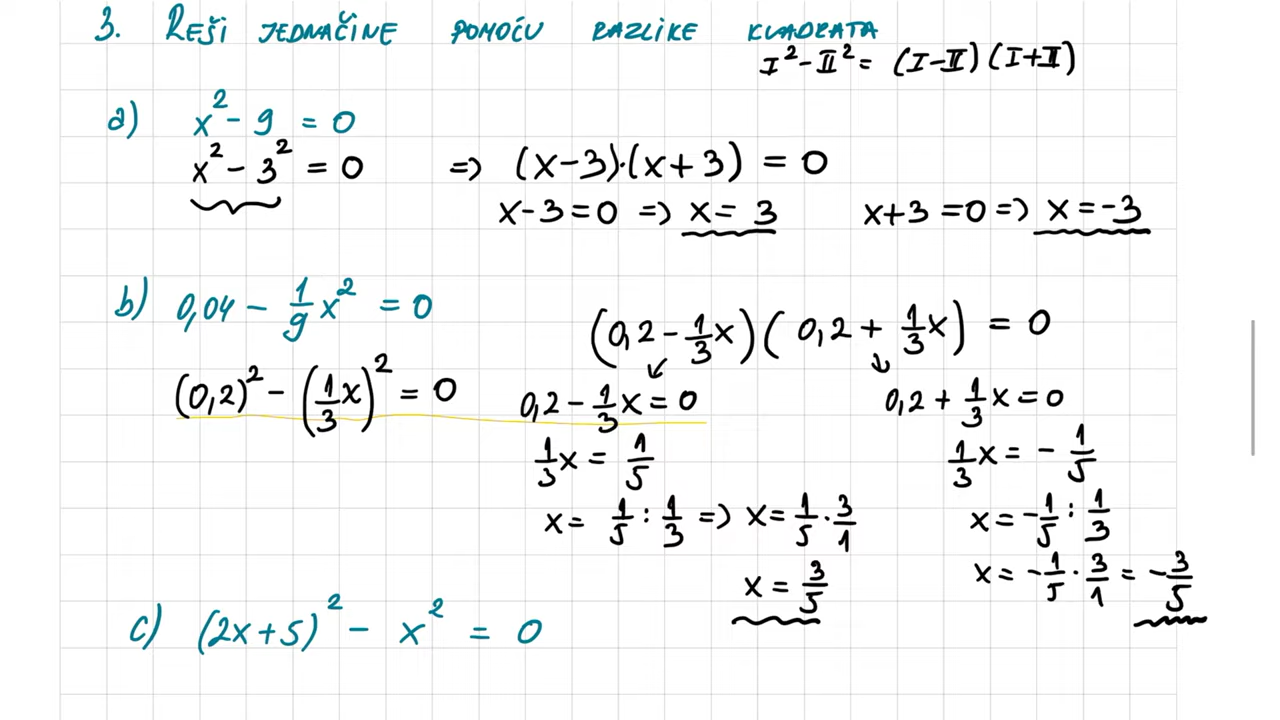 3. REŠI JEDNAČINE POMOĆU RAZLIKE KVADRATA
I² - II² = (I-II)(I+II)
a) x² - 9 = 0
x² - 3² = 0 => (x-3)·(x+3) = 0
x-3=0 => x = 3 x+3=0 => x=-3
b) 0,04 - 1/9 x² = 0
(0,2 - 1/3 x)(0,2 + 1/3 x) = 0
(0,2)² - (1/3 x)² = 0
0,2 - 1/3 x = 0 0,2 + 1/3 x = 0
1/3 x = 1/5 1/3 x = - 1/5
x = 1/5 : 1/3 => x = 1/5 · 3/1 x = -1/5 : 1/3
x = 3/5 x = -1/5 · 3/1 = -3/5
c) (2x+5)² - x² = 0